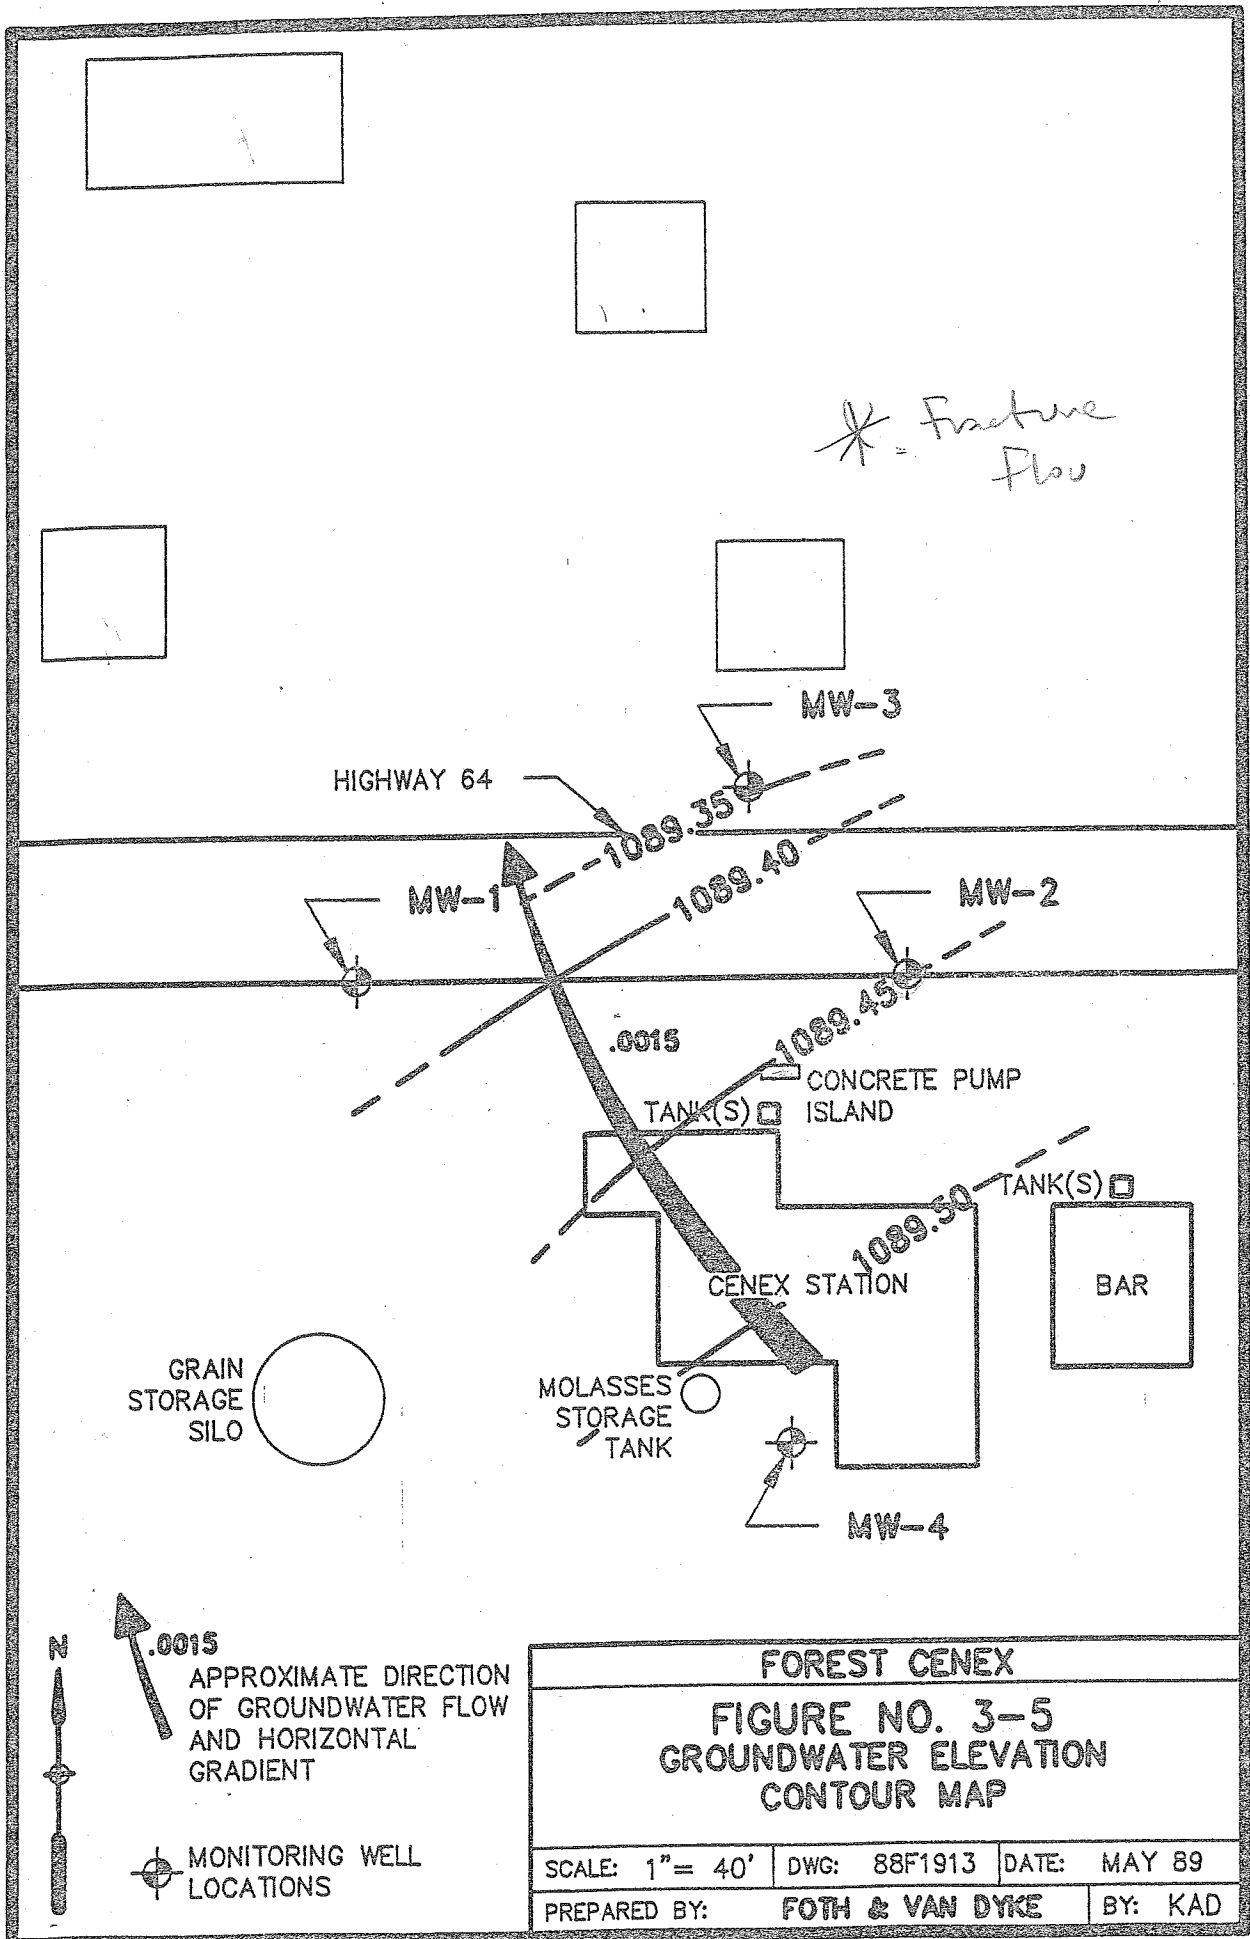 * = Fracture
Flow
MW-3
HIGHWAY 64
1089.35
1089.40
MW-1
MW-2
1089.45
.0015
CONCRETE PUMP
ISLAND
TANK(S)
TANK(S)
1089.50
CENEX STATION
BAR
GRAIN
STORAGE
SILO
MOLASSES
STORAGE
TANK
MW-4
N
.0015
APPROXIMATE DIRECTION
OF GROUNDWATER FLOW
AND HORIZONTAL
GRADIENT
MONITORING WELL
LOCATIONS
FOREST CENEX
FIGURE NO. 3-5
GROUNDWATER ELEVATION
CONTOUR MAP
SCALE: 1"= 40' DWG: 88F1913 DATE: MAY 89
PREPARED BY: FOTH & VAN DYKE BY: KAD